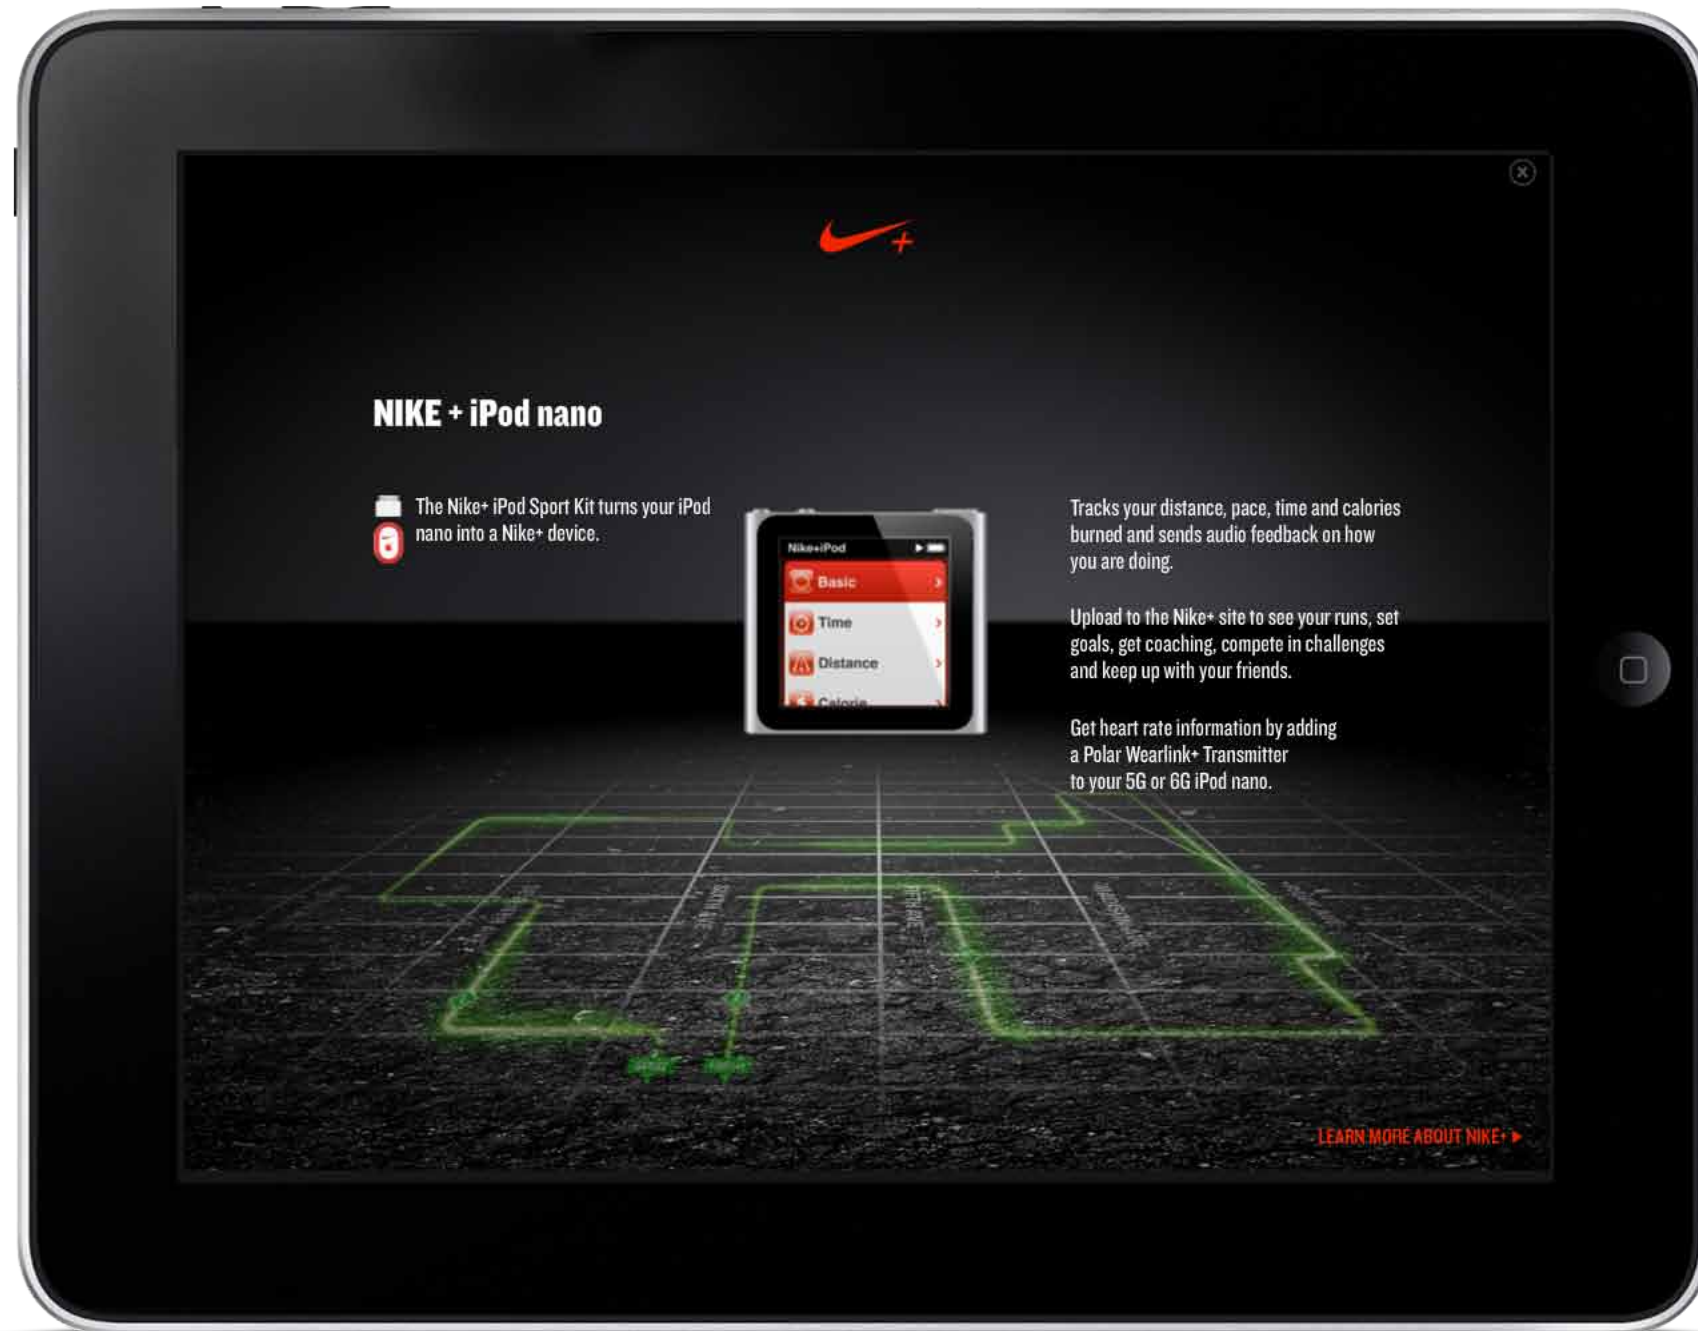 NIKE + iPod nano
The Nike+ iPod Sport Kit turns your iPod
nano into a Nike+ device.
Nike+iPod
Basic
Time
Distance
Calorie
Tracks your distance, pace, time and calories
burned and sends audio feedback on how
you are doing.
Upload to the Nike+ site to see your runs, set
goals, get coaching, compete in challenges
and keep up with your friends.
Get heart rate information by adding
a Polar Wearlink+ Transmitter
to your 5G or 6G iPod nano.
FIFTH AVE
LEARN MORE ABOUT NIKE+